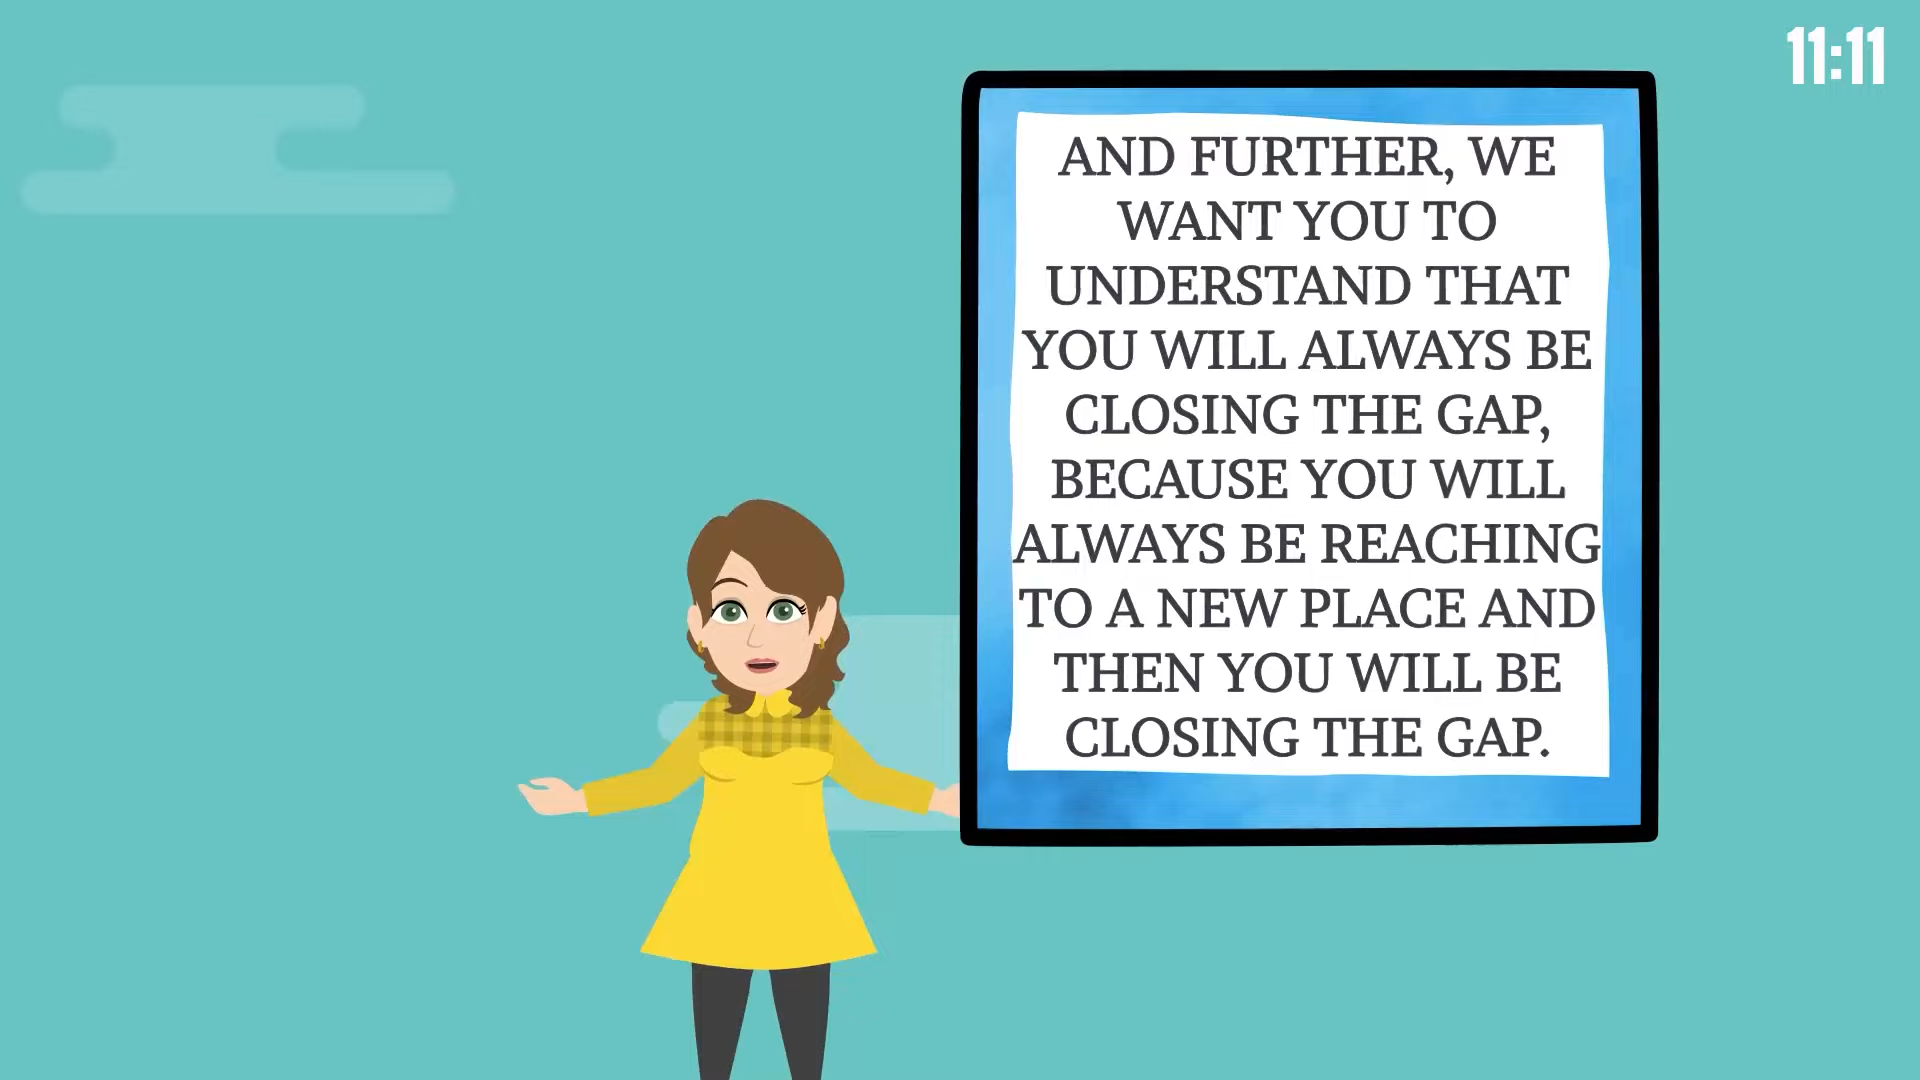 11:11
AND FURTHER, WE
WANT YOU TO
UNDERSTAND THAT
YOU WILL ALWAYS BE
CLOSING THE GAP,
BECAUSE YOU WILL
ALWAYS BE REACHING
TO A NEW PLACE AND
THEN YOU WILL BE
CLOSING THE GAP.